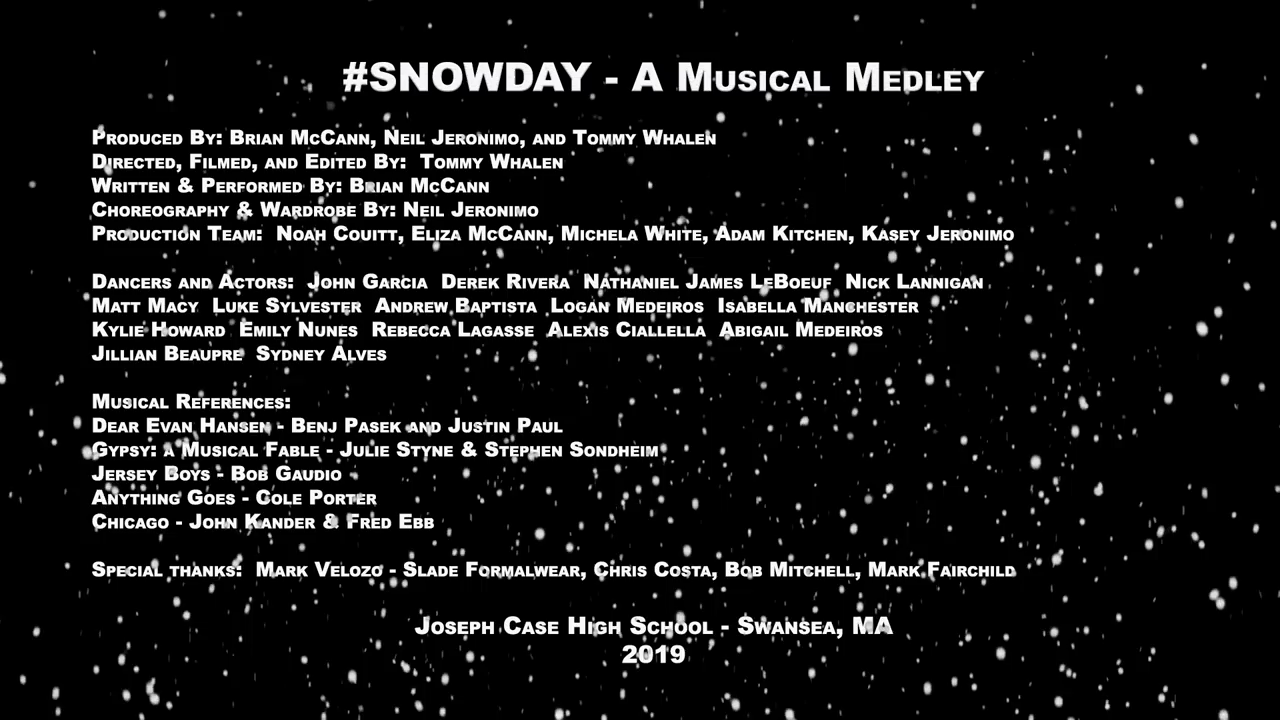 #SNOWDAY - A MUSICAL MEDLEY
PRODUCED BY: BRIAN MCCANN, NEIL JERONIMO, AND TOMMY WHALEN
DIRECTED, FILMED, AND EDITED BY: TOMMY WHALEN
WRITTEN & PERFORMED BY: BRIAN MCCANN
CHOREOGRAPHY & WARDROBE BY: NEIL JERONIMO
PRODUCTION TEAM: NOAH COUITT, ELIZA MCCANN, MICHELA WHITE, ADAM KITCHEN, KASEY JERONIMO
DANCERS AND ACTORS: JOHN GARCIA DEREK RIVERA NATHANIEL JAMES LEBOEUF NICK LANNIGAN
MATT MACY LUKE SYLVESTER ANDREW BAPTISTA LOGAN MEDEIROS ISABELLA MANCHESTER
KYLIE HOWARD EMILY NUNES REBECCA LAGASSE ALEXIS CIALLELLA ABIGAIL MEDEIROS
JILLIAN BEAUPRE SYDNEY ALVES
MUSICAL REFERENCES:
DEAR EVAN HANSEN - BENJ PASEK AND JUSTIN PAUL
GYPSY: A MUSICAL FABLE - JULIE STYNE & STEPHEN SONDHEIM
JERSEY BOYS - BOB GAUDIO
ANYTHING GOES - COLE PORTER
CHICAGO - JOHN KANDER & FRED EBB
SPECIAL THANKS: MARK VELOZO - SLADE FORMALWEAR, CHRIS COSTA, BOB MITCHELL, MARK FAIRCHILD
JOSEPH CASE HIGH SCHOOL - SWANSEA, MA
2019